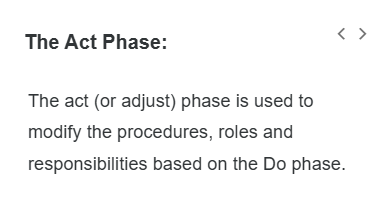 The Act Phase:
The act (or adjust) phase is used to
modify the procedures, roles and
responsibilities based on the Do phase.